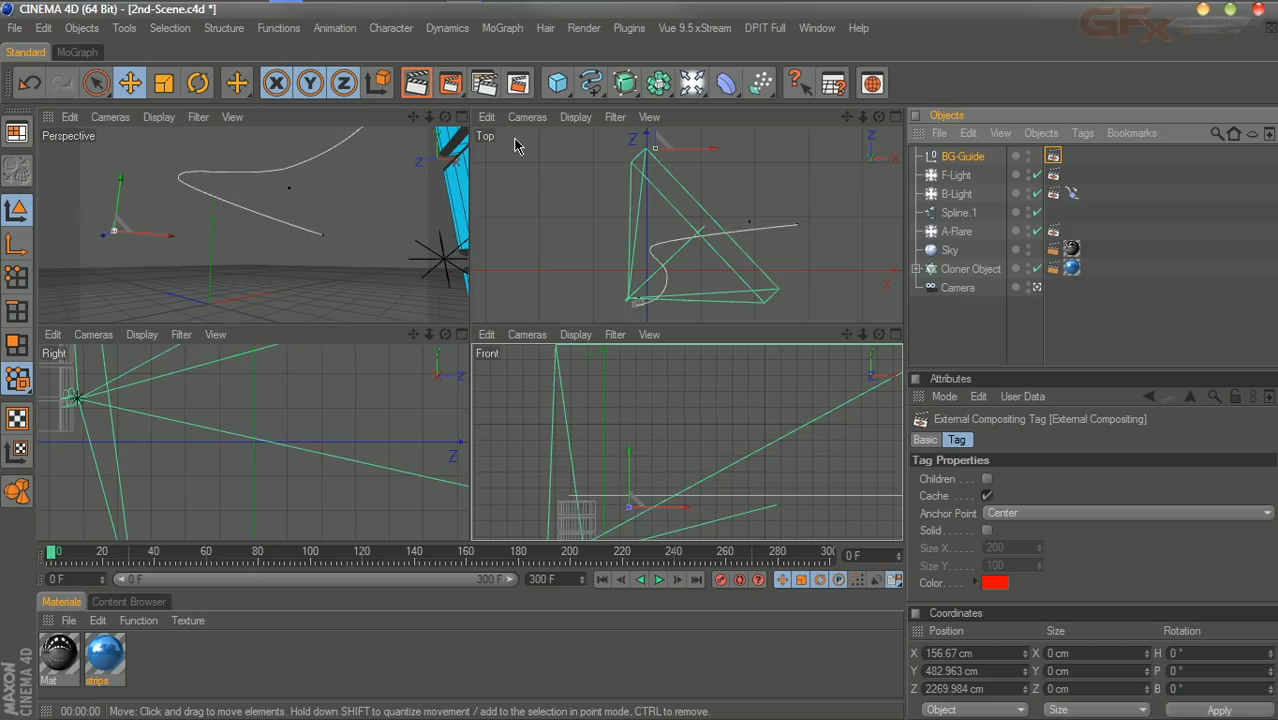 CINEMA 4D (64 Bit) - [2nd-Scene.c4d *]
GFx
File Edit Objects Tools Selection Structure Functions Animation Character Dynamics MoGraph Hair Render Plugins Vue 9.5 xStream DPIT Full Window Help
Standard MoGraph
X Y Z
Edit Cameras Display Filter View
Perspective
Z
Edit Cameras Display Filter View
Top
Z
X
Z
X
Edit Cameras Display Filter View
Right
Y
Z
Z
Edit Cameras Display Filter View
Front
Y
Z
Objects
File Edit View Objects Tags Bookmarks
BG-Guide
F-Light
B-Light
Spline.1
A-Flare
Sky
Cloner Object
Camera
Attributes
Mode Edit User Data
External Compositing Tag [External Compositing]
Basic Tag
Tag Properties
Children
Cache
Anchor Point Center
Solid
Size X 200
Size Y 100
Color
0 20 40 60 80 100 120 140 160 180 200 220 240 260 280 300 0 F
0 F 0 F 300 F 300 F
Materials Content Browser
File Edit Function Texture
Mat strips
Coordinates
Position Size Rotation
X 156.67 cm X 0 cm H 0 °
Y 482.963 cm Y 0 cm P 0 °
Z 2269.984 cm Z 0 cm B 0 °
Object Size Apply
MAXON
CINEMA 4D
00:00:00 Move: Click and drag to move elements. Hold down SHIFT to quantize movement / add to the selection in point mode, CTRL to remove.